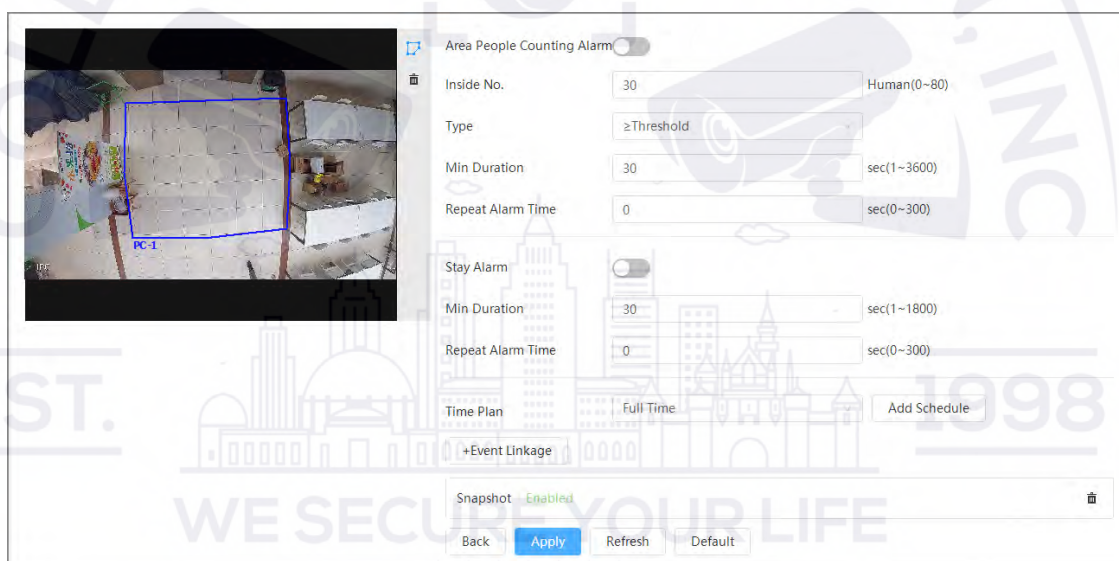 Area People Counting Alarm
Inside No. 30 Human(0~80)
Type ≥Threshold
Min Duration 30 sec(1~3600)
Repeat Alarm Time 0 sec(0~300)
PC-1
IPC
Stay Alarm
Min Duration 30 sec(1~1800)
Repeat Alarm Time 0 sec(0~300)
Time Plan Full Time Add Schedule
+Event Linkage
Snapshot Enabled
Back Apply Refresh Default
, INC
EST. 1998
WE SECURE YOUR LIFE